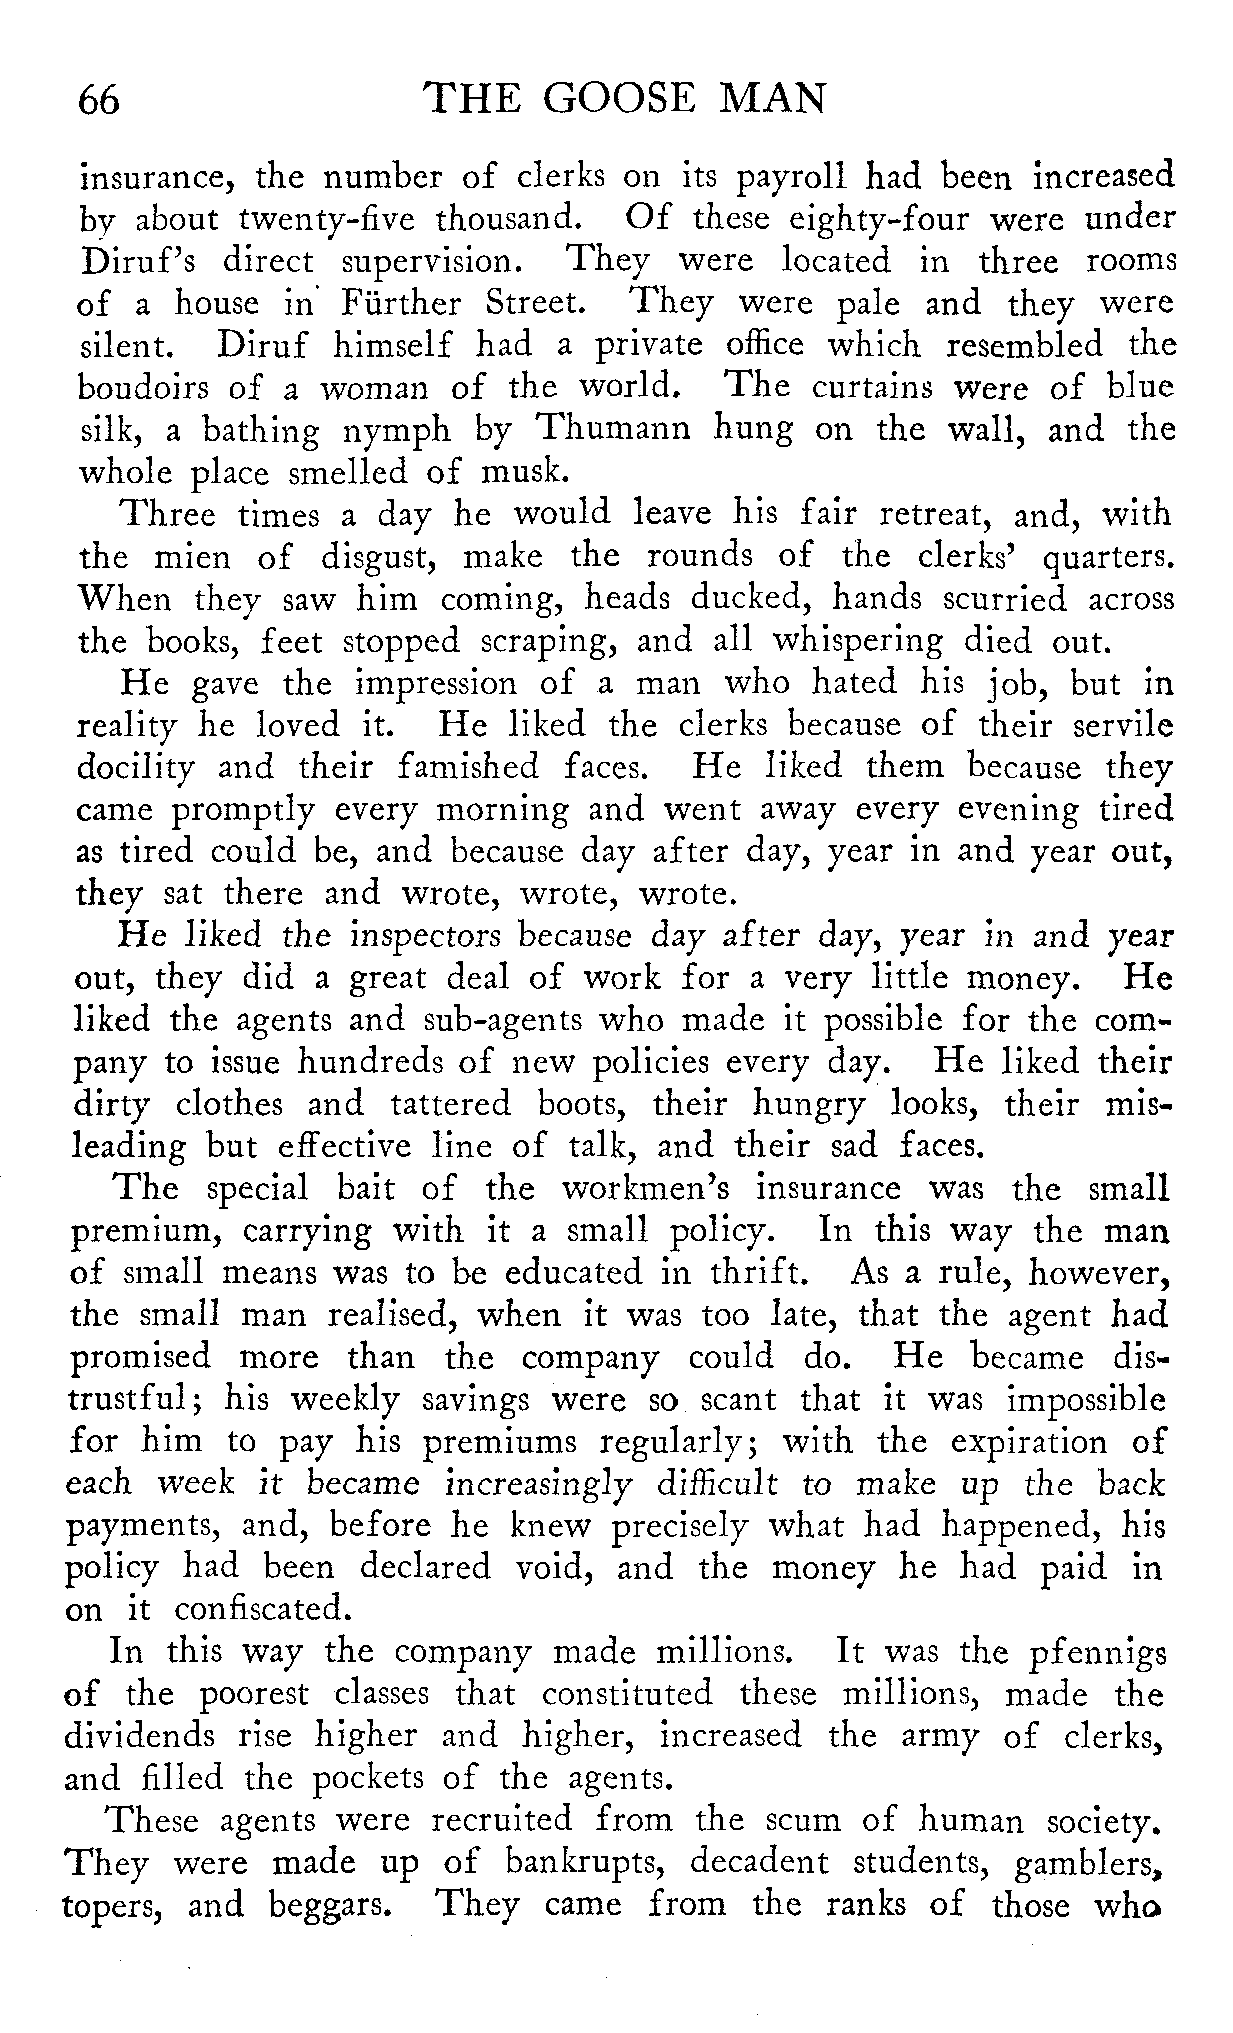 66 THE GOOSE MAN
insurance, the number of clerks on its payroll had been increased
by about twenty-five thousand. Of these eighty-four were under
Diruf's direct supervision. They were located in three rooms
of a house in Fürther Street. They were pale and they were
silent. Diruf himself had a private office which resembled the
boudoirs of a woman of the world. The curtains were of blue
silk, a bathing nymph by Thumann hung on the wall, and the
whole place smelled of musk.
Three times a day he would leave his fair retreat, and, with
the mien of disgust, make the rounds of the clerks' quarters.
When they saw him coming, heads ducked, hands scurried across
the books, feet stopped scraping, and all whispering died out.
He gave the impression of a man who hated his job, but in
reality he loved it. He liked the clerks because of their servile
docility and their famished faces. He liked them because they
came promptly every morning and went away every evening tired
as tired could be, and because day after day, year in and year out,
they sat there and wrote, wrote, wrote.
He liked the inspectors because day after day, year in and year
out, they did a great deal of work for a very little money. He
liked the agents and sub-agents who made it possible for the com-
pany to issue hundreds of new policies every day. He liked their
dirty clothes and tattered boots, their hungry looks, their mis-
leading but effective line of talk, and their sad faces.
The special bait of the workmen's insurance was the small
premium, carrying with it a small policy. In this way the man
of small means was to be educated in thrift. As a rule, however,
the small man realised, when it was too late, that the agent had
promised more than the company could do. He became dis-
trustful; his weekly savings were so scant that it was impossible
for him to pay his premiums regularly; with the expiration of
each week it became increasingly difficult to make up the back
payments, and, before he knew precisely what had happened, his
policy had been declared void, and the money he had paid in
on it confiscated.
In this way the company made millions. It was the pfennigs
of the poorest classes that constituted these millions, made the
dividends rise higher and higher, increased the army of clerks,
and filled the pockets of the agents.
These agents were recruited from the scum of human society.
They were made up of bankrupts, decadent students, gamblers,
topers, and beggars. They came from the ranks of those who